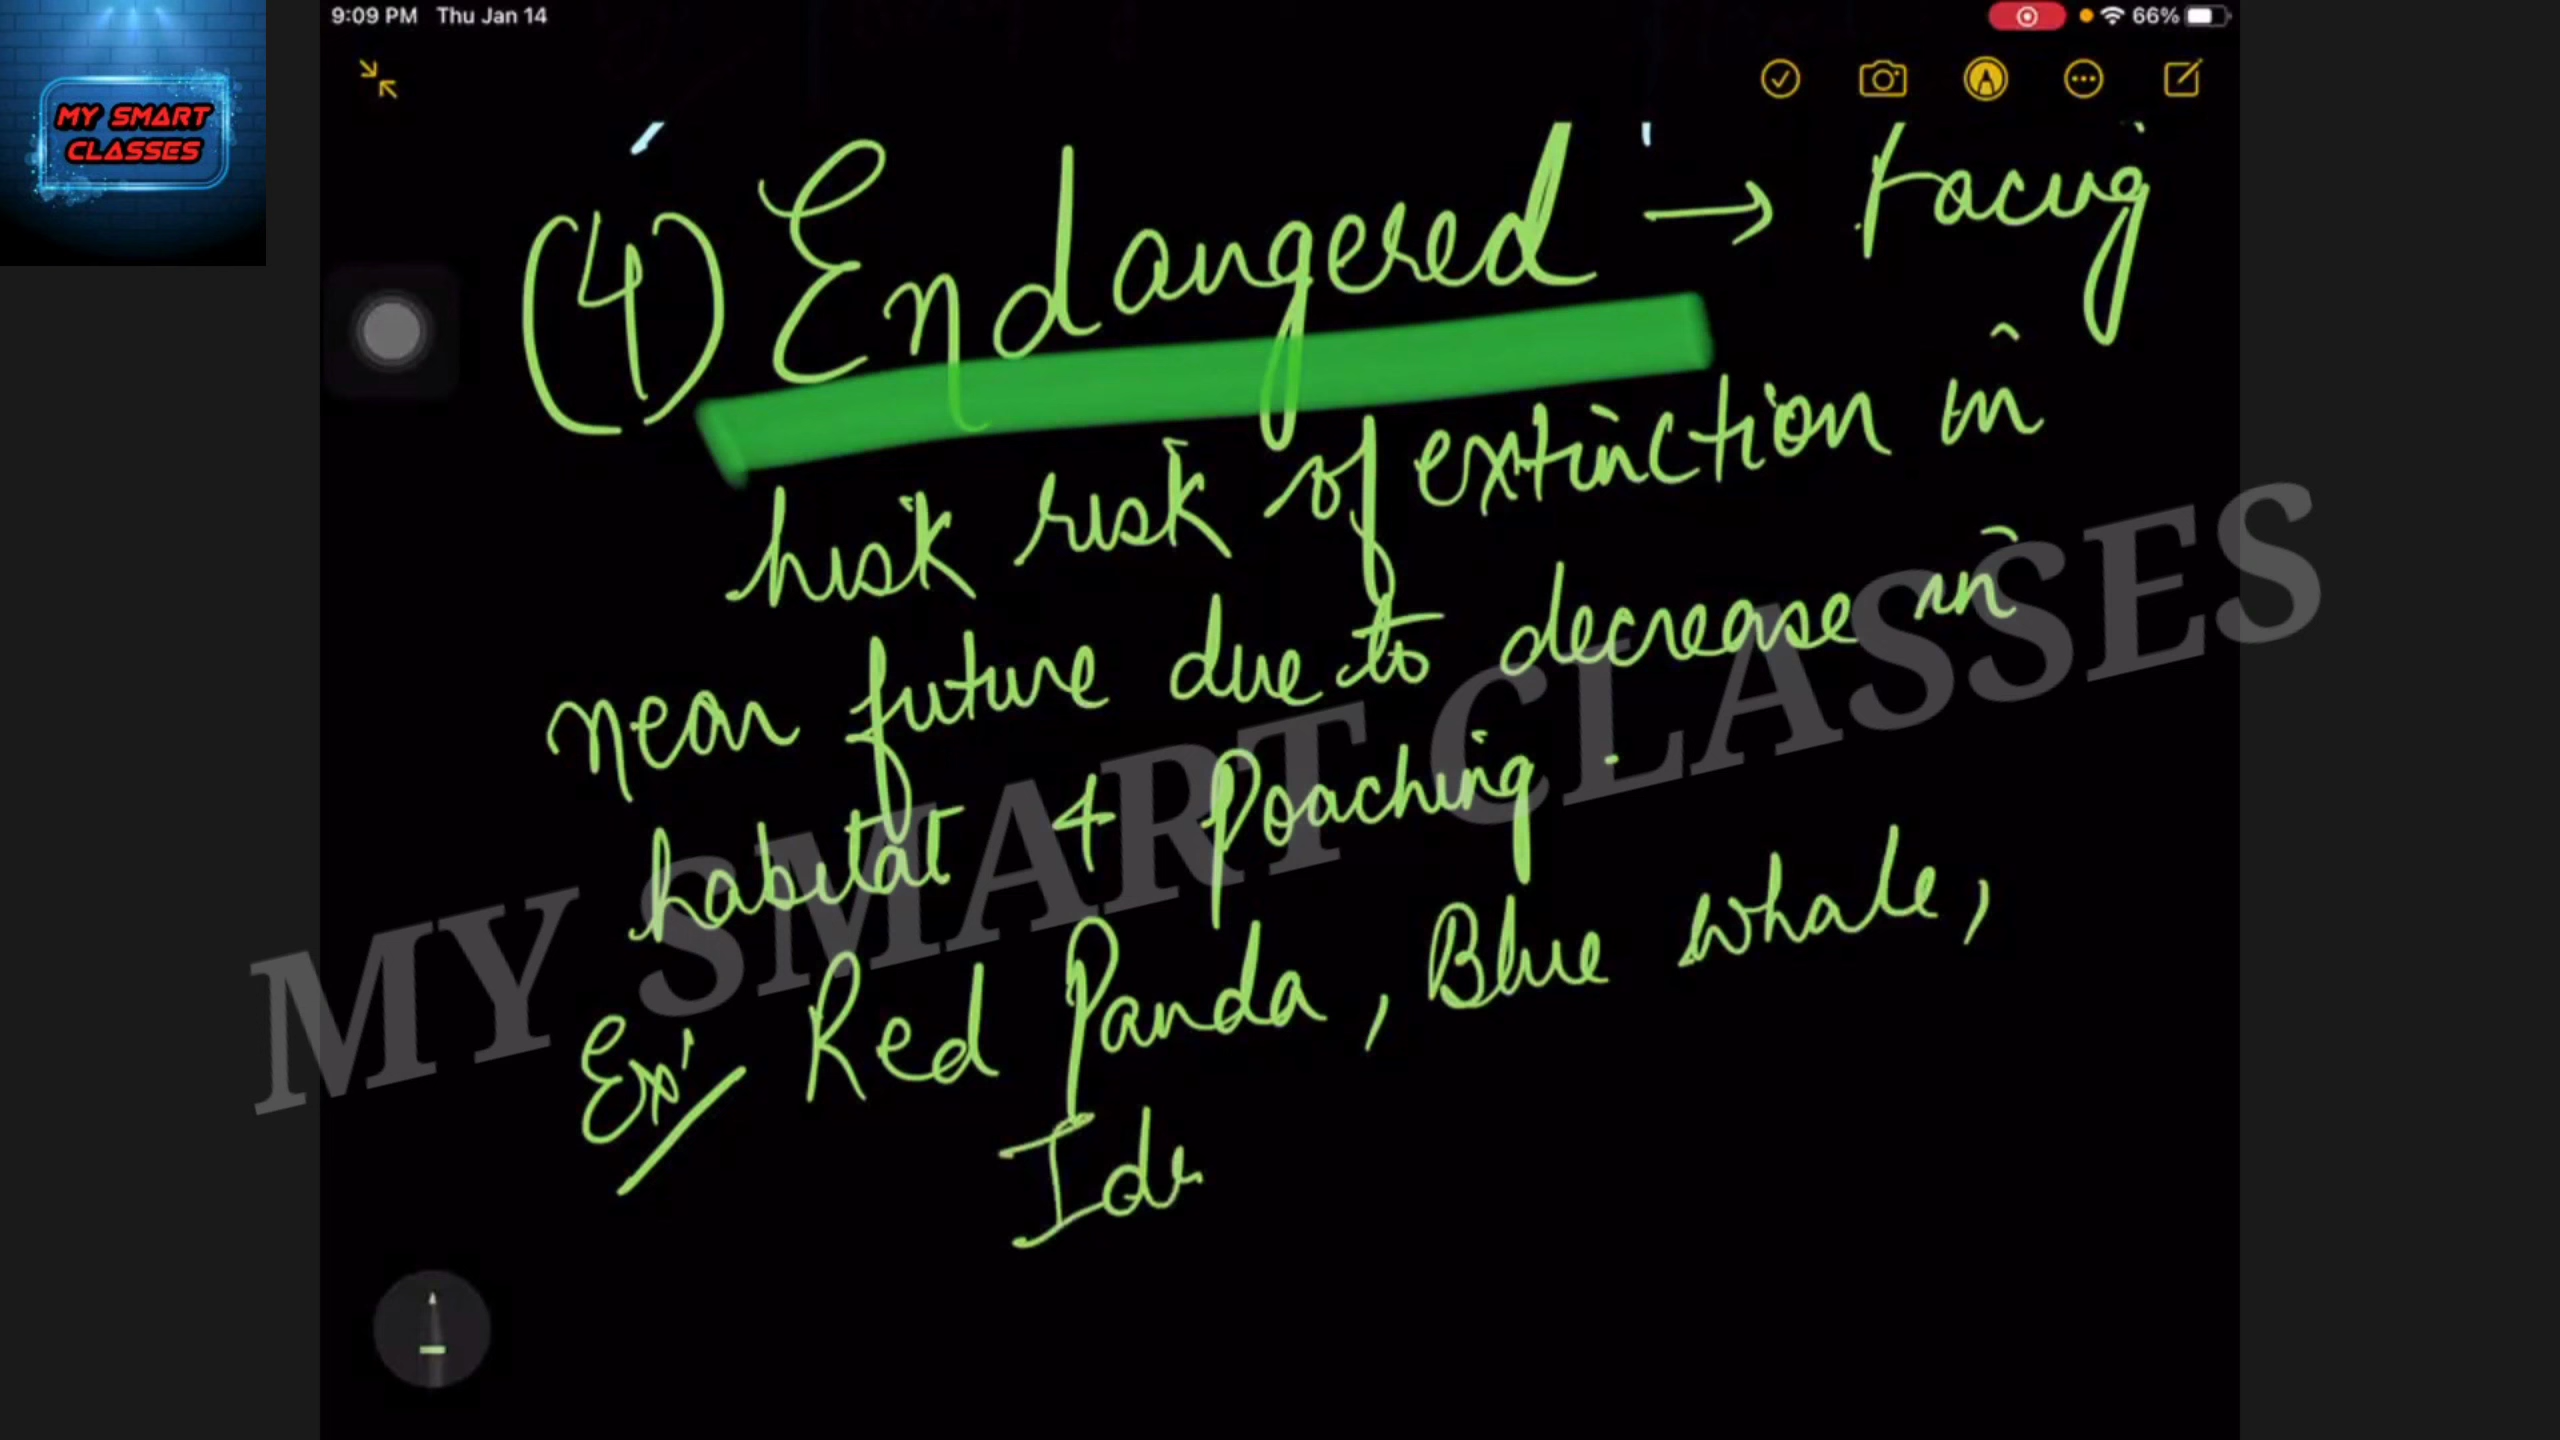 9:09 PM Thu Jan 14
66%
MY SMART
CLASSES
(4) Endangered → facing
hisk risk of extinction in
near future due to decrease in
habitat & Poaching.
Ex: Red Panda, Blue whale,
MY SMART CLASSES